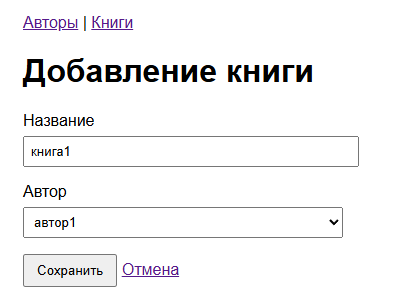 Авторы | Книги
Добавление книги
Название
книга1
Автор
автор1
Сохранить Отмена